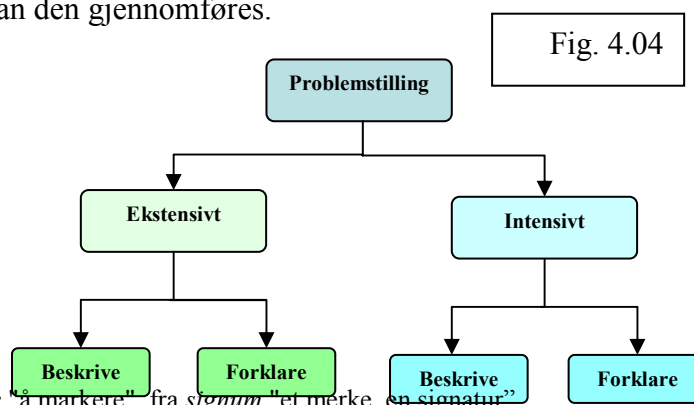 an den gjennomføres.
Fig. 4.04
Problemstilling
Ekstensivt
Intensivt
Beskrive
Forklare
Beskrive
Forklare
"å markere", fra signum "et merke, en signatur”